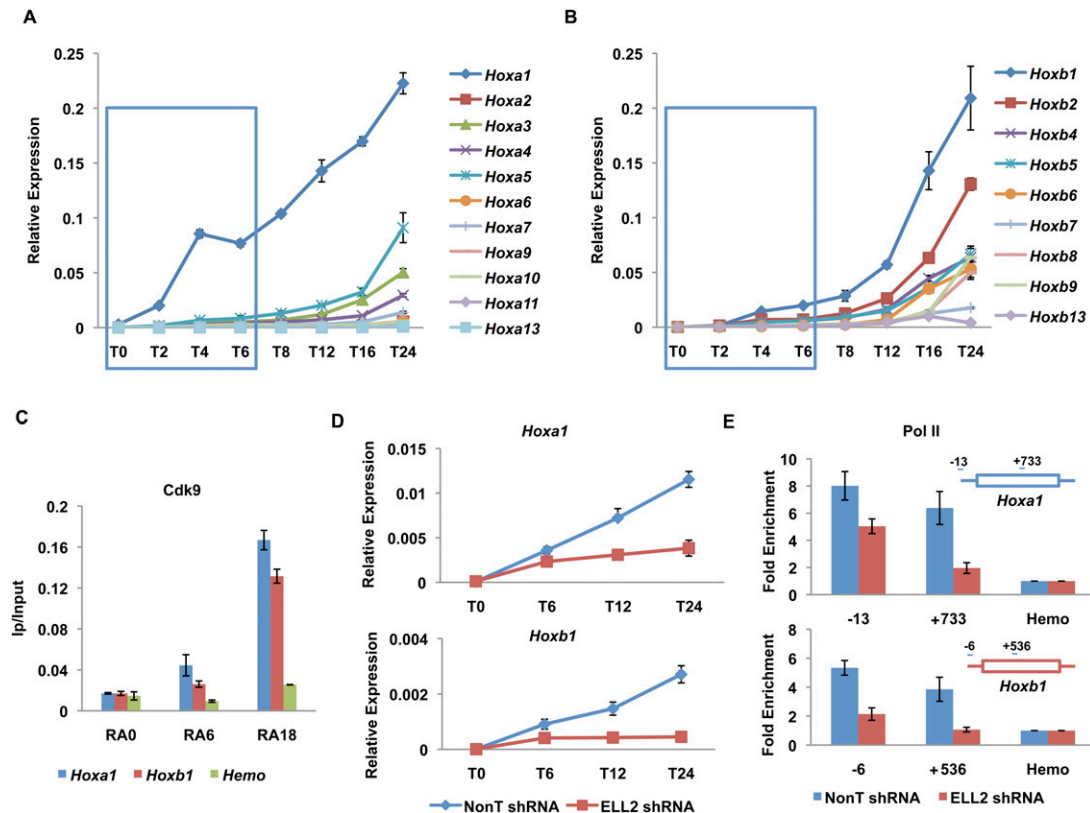 A
Relative Expression
0.25
0.2
0.15
0.1
0.05
0
T0 T2 T4 T6 T8 T12 T16 T24
Hoxa1
Hoxa2
Hoxa3
Hoxa4
Hoxa5
Hoxa6
Hoxa7
Hoxa9
Hoxa10
Hoxa11
Hoxa13
B
Relative Expression
0.25
0.2
0.15
0.1
0.05
0
T0 T2 T4 T6 T8 T12 T16 T24
Hoxb1
Hoxb2
Hoxb4
Hoxb5
Hoxb6
Hoxb7
Hoxb8
Hoxb9
Hoxb13
C
Cdk9
Ip/Input
0.2
0.16
0.12
0.08
0.04
0
RA0 RA6 RA18
Hoxa1 Hoxb1 Hemo
D
Hoxa1
Relative Expression
0.015
0.01
0.005
0
T0 T6 T12 T24
Hoxb1
Relative Expression
0.004
0.002
0
T0 T6 T12 T24
NonT shRNA ELL2 shRNA
E
Pol II
Fold Enrichment
10
8
6
4
2
0
-13 +733
Hoxa1
-13 +733 Hemo
Fold Enrichment
8
6
4
2
0
-6 +536
Hoxb1
-6 +536 Hemo
NonT shRNA ELL2 shRNA